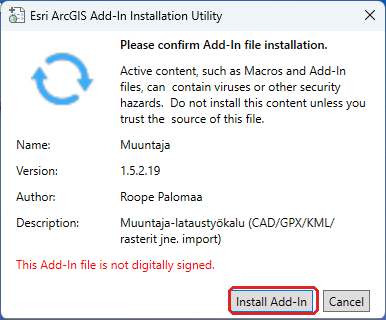 Esri ArcGIS Add-In Installation Utility
Please confirm Add-In file installation.
Active content, such as Macros and Add-In
files, can contain viruses or other security
hazards. Do not install this content unless you
trust the source of this file.
Name: Muuntaja
Version: 1.5.2.19
Author: Roope Palomaa
Description: Muuntaja-lataustyökalu (CAD/GPX/KML/
rasterit jne. import)
This Add-In file is not digitally signed.
Install Add-In Cancel